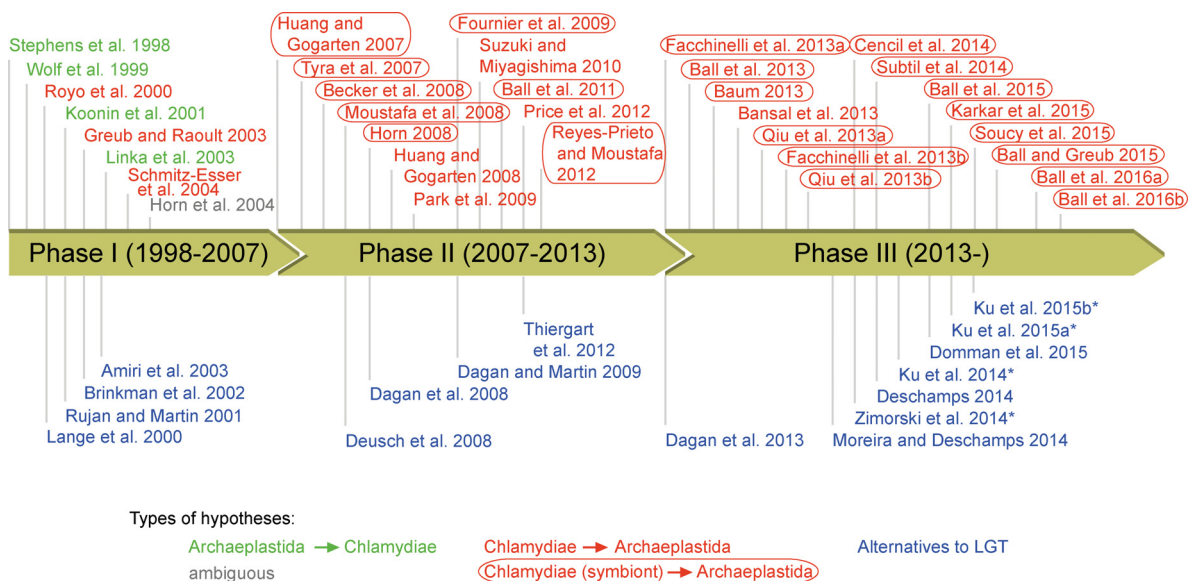 Stephens et al. 1998
Wolf et al. 1999
Royo et al. 2000
Koonin et al. 2001
Greub and Raoult 2003
Linka et al. 2003
Schmitz-Esser
et al. 2004
Horn et al. 2004
Huang and
Gogarten 2007
Tyra et al. 2007
Becker et al. 2008
Moustafa et al. 2008
Horn 2008
Huang and
Gogarten 2008
Park et al. 2009
Fournier et al. 2009
Suzuki and
Miyagishima 2010
Ball et al. 2011
Price et al. 2012
Reyes-Prieto
and Moustafa
2012
Facchinelli et al. 2013a
Ball et al. 2013
Baum 2013
Bansal et al. 2013
Qiu et al. 2013a
Facchinelli et al. 2013b
Qiu et al. 2013b
Cencil et al. 2014
Subtil et al. 2014
Ball et al. 2015
Karkar et al. 2015
Soucy et al. 2015
Ball and Greub 2015
Ball et al. 2016a
Ball et al. 2016b
Phase I (1998-2007)
Phase II (2007-2013)
Phase III (2013-)
Amiri et al. 2003
Brinkman et al. 2002
Rujan and Martin 2001
Lange et al. 2000
Thiergart
et al. 2012
Dagan and Martin 2009
Dagan et al. 2008
Deusch et al. 2008
Ku et al. 2015b*
Ku et al. 2015a*
Domman et al. 2015
Ku et al. 2014*
Deschamps 2014
Zimorski et al. 2014*
Dagan et al. 2013
Moreira and Deschamps 2014
Types of hypotheses:
Archaeplastida → Chlamydiae
Chlamydiae → Archaeplastida
Alternatives to LGT
ambiguous
Chlamydiae (symbiont) → Archaeplastida